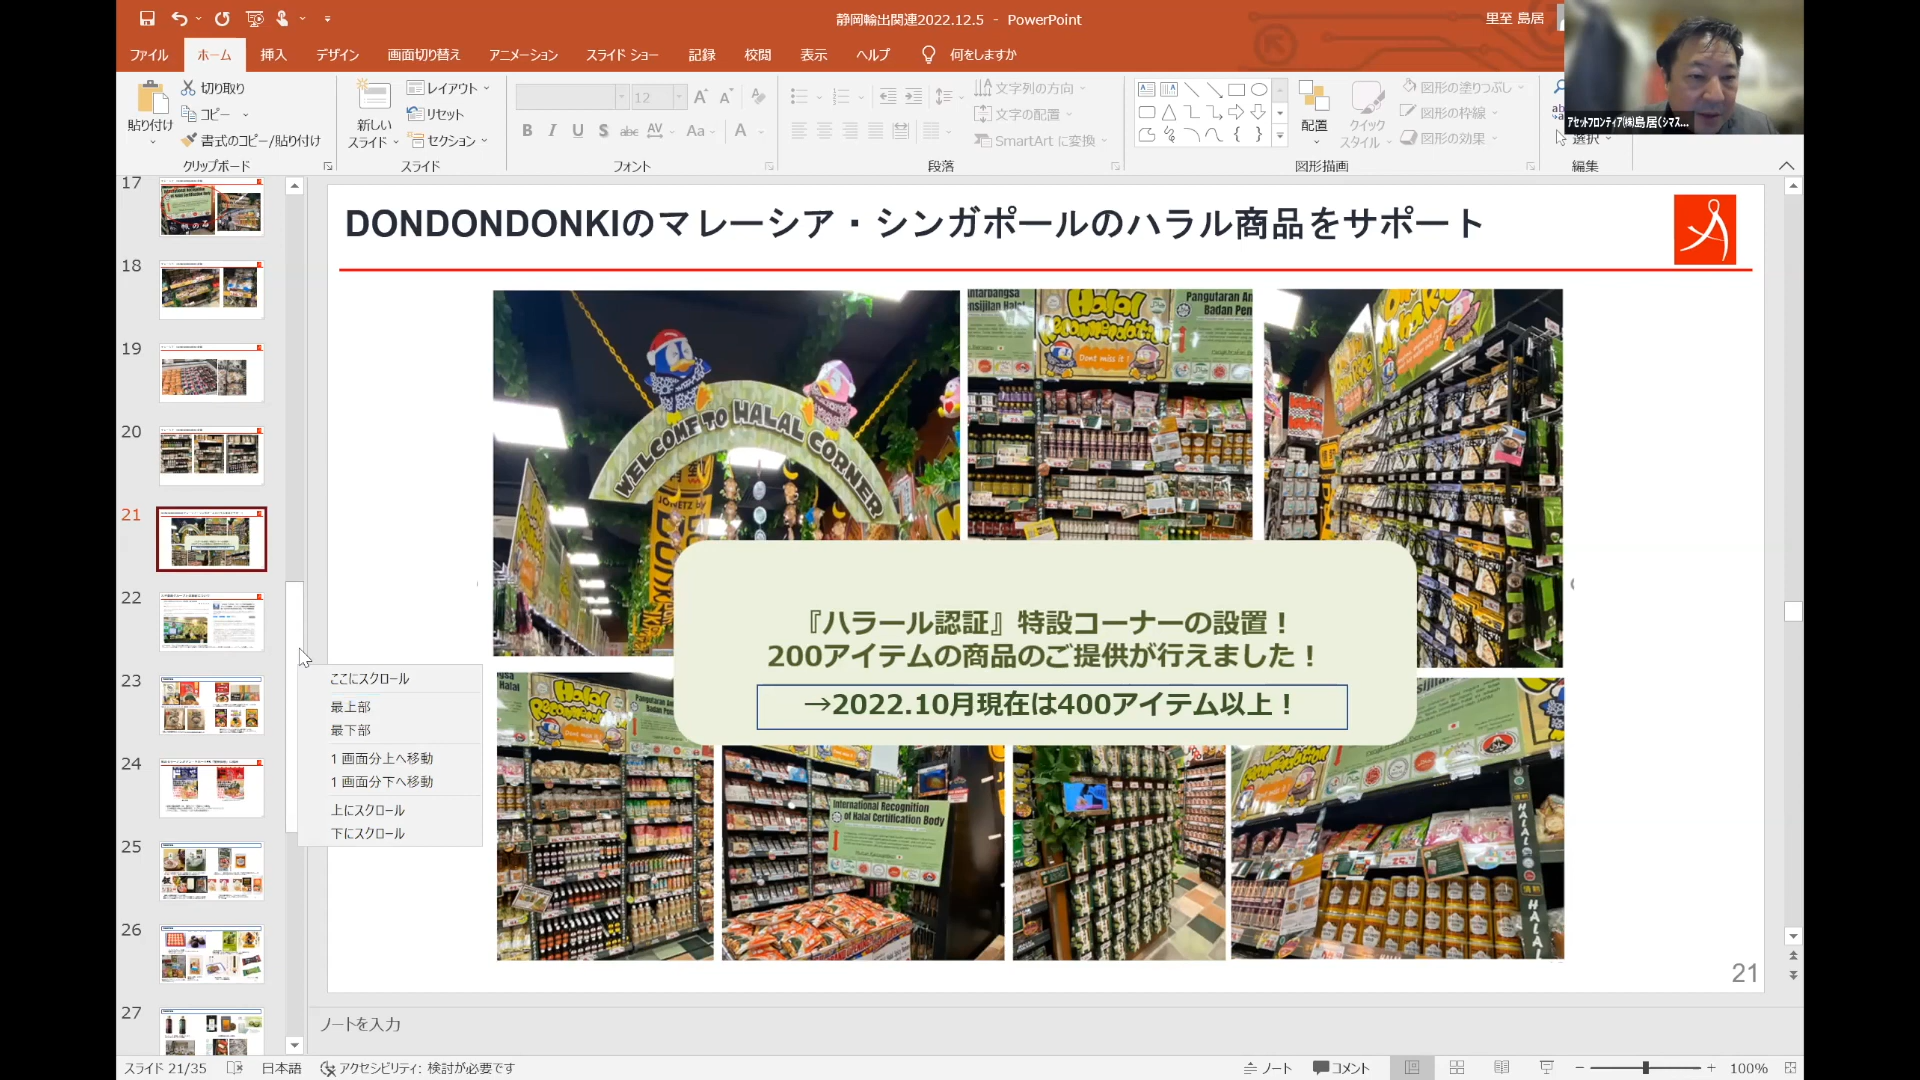 静岡輸出関連2022.12.5 - PowerPoint
里至 島居
ファイル ホーム 挿入 デザイン 画面切り替え アニメーション スライド ショー 記録 校閲 表示 ヘルプ 何をしますか
貼り付け
切り取り
コピー
書式のコピー/貼り付け
クリップボード
新しい
スライド
レイアウト
リセット
セクション
スライド
12
フォント
文字列の方向
文字の配置
SmartArt に変換
段落
配置
クイック
スタイル
図形の塗りつぶし
図形の枠線
図形の効果
図形描画
選択
編集
アセットフロンティア(株)島居(シマス...
17
18
19
20
21
22
23
24
25
26
27
ここにスクロール
最上部
最下部
1 画面分上へ移動
1 画面分下へ移動
上にスクロール
下にスクロール
DONDONDONKIのマレーシア・シンガポールのハラル商品をサポート
WELCOME TO HALAL CORNER
Halal
Recommendation
Dont miss it !
『ハラール認証』特設コーナーの設置！
200アイテムの商品のご提供が行えました！
→2022.10月現在は400アイテム以上！
International Recognition
of Halal Certification Body
HALAL
21
ノートを入力
スライド 21/35 日本語 アクセシビリティ: 検討が必要です
ノート コメント 100%